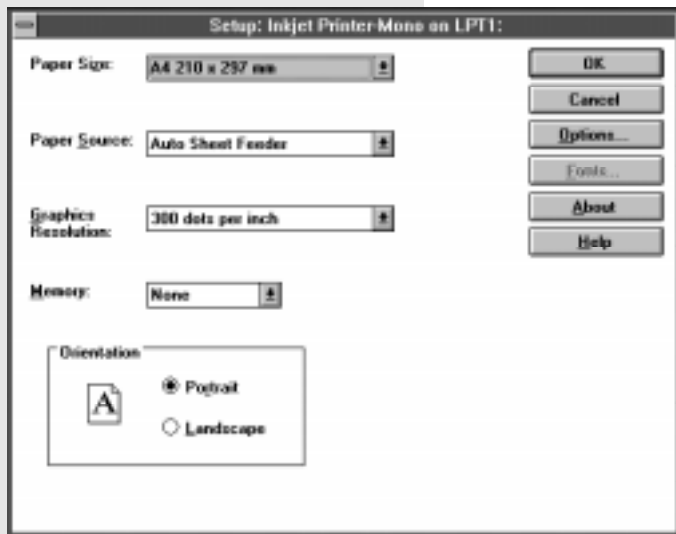 Setup: Inkjet Printer-Mono on LPT1:
Paper Size: A4 210 x 297 mm
OK
Cancel
Paper Source: Auto Sheet Feeder
Options...
Fonts...
About
Help
Graphics
Resolution: 300 dots per inch
Memory: None
Orientation
A
Portrait
Landscape